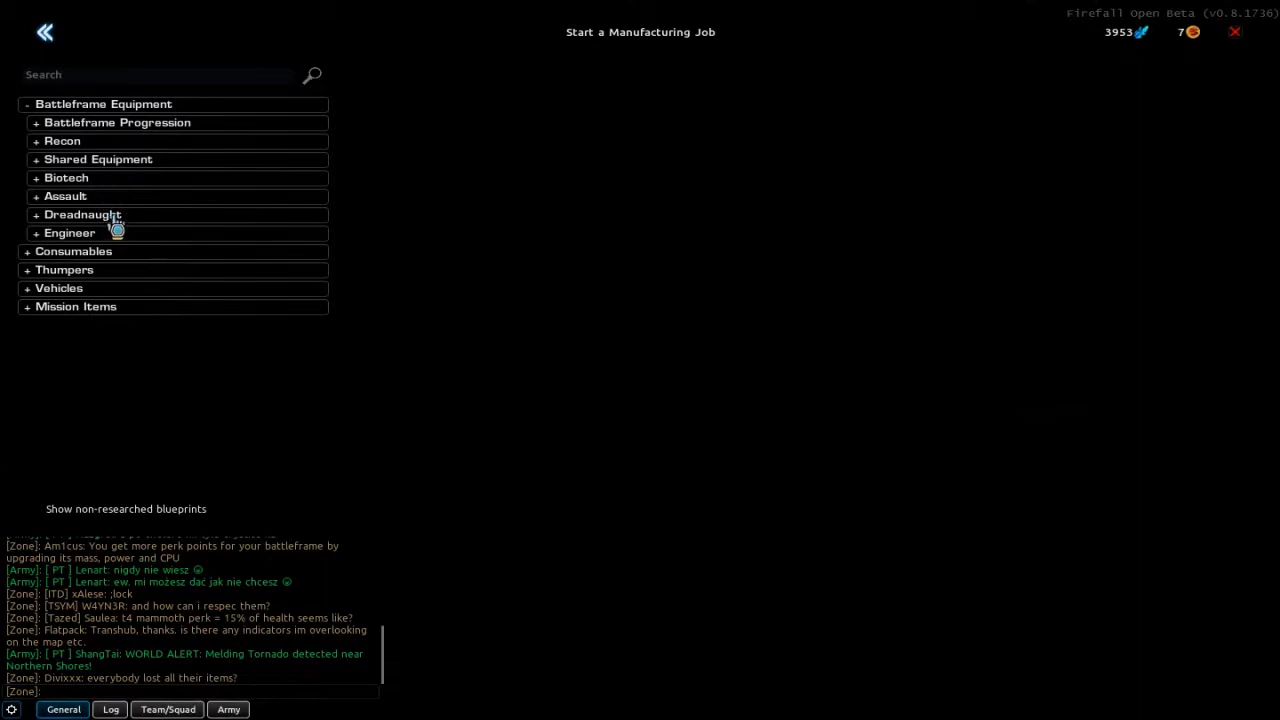 Firefall Open Beta (v0.8.1736)
Start a Manufacturing Job
3953
7
Search
- Battleframe Equipment
+ Battleframe Progression
+ Recon
+ Shared Equipment
+ Biotech
+ Assault
+ Dreadnaught
+ Engineer
+ Consumables
+ Thumpers
+ Vehicles
+ Mission Items
Show non-researched blueprints
[Zone]: Am1cus: You get more perk points for your battleframe by
upgrading its mass, power and CPU
[Army]: [ PT ] Lenart: nigdy nie wiesz
[Army]: [ PT ] Lenart: ew. mi możesz dać jak nie chcesz
[Zone]: [ITD] xAlese: ;lock
[Zone]: [TSYM] W4YN3R: and how can i respec them?
[Zone]: [Tazed] Saulea: t4 mammoth perk = 15% of health seems like?
[Zone]: Flatpack: Transhub, thanks. is there any indicators im overlooking
on the map etc.
[Army]: [ PT ] ShangTai: WORLD ALERT: Melding Tornado detected near
Northern Shores!
[Zone]: Divixxx: everybody lost all their items?
[Zone]:
General Log Team/Squad Army